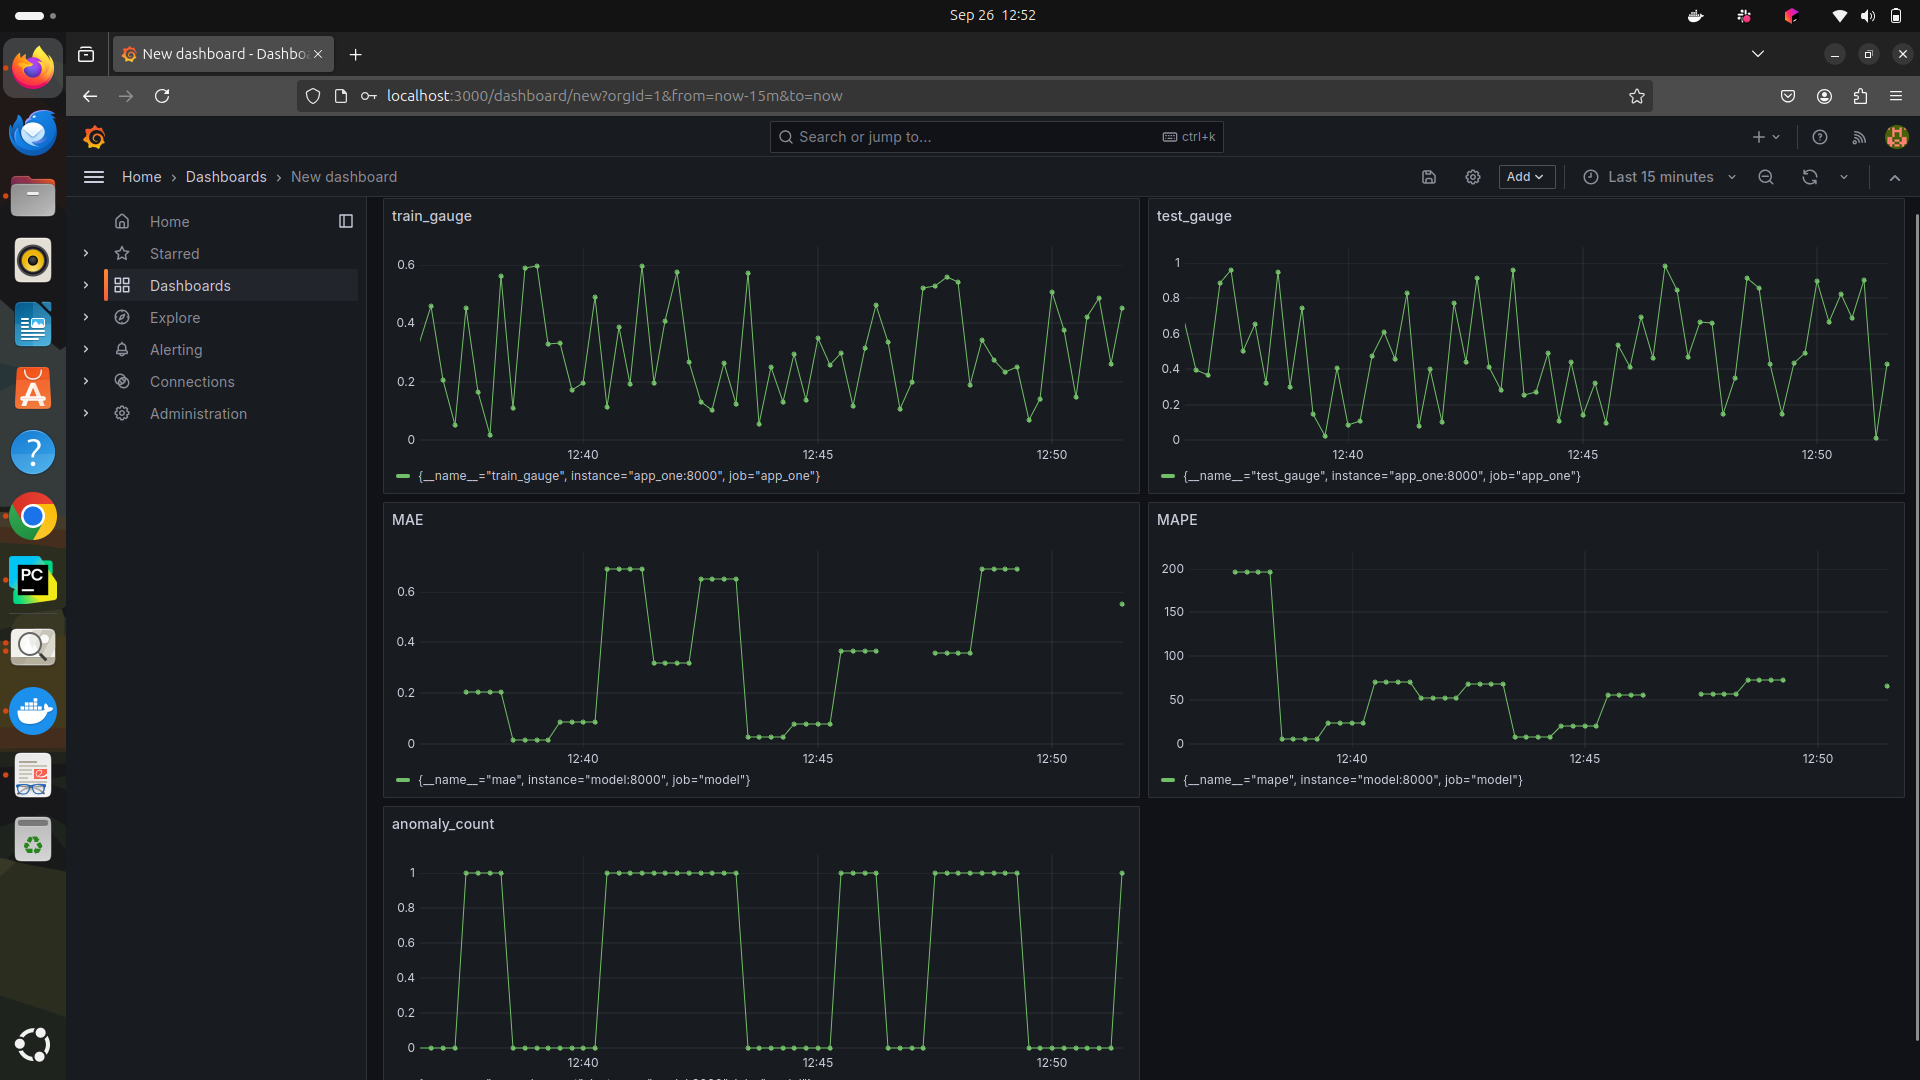 Sep 26 12:52
New dashboard - Dashbo
localhost:3000/dashboard/new?orgId=1&from=now-15m&to=now
Search or jump to...
ctrl+k
Home › Dashboards › New dashboard
Add
Last 15 minutes
Home
Starred
Dashboards
Explore
Alerting
Connections
Administration
train_gauge
0.6
0.4
0.2
0
12:40 12:45 12:50
{__name__="train_gauge", instance="app_one:8000", job="app_one"}
test_gauge
1
0.8
0.6
0.4
0.2
0
12:40 12:45 12:50
{__name__="test_gauge", instance="app_one:8000", job="app_one"}
MAE
0.6
0.4
0.2
0
12:40 12:45 12:50
{__name__="mae", instance="model:8000", job="model"}
MAPE
200
150
100
50
0
12:40 12:45 12:50
{__name__="mape", instance="model:8000", job="model"}
anomaly_count
1
0.8
0.6
0.4
0.2
0
12:40 12:45 12:50
PC